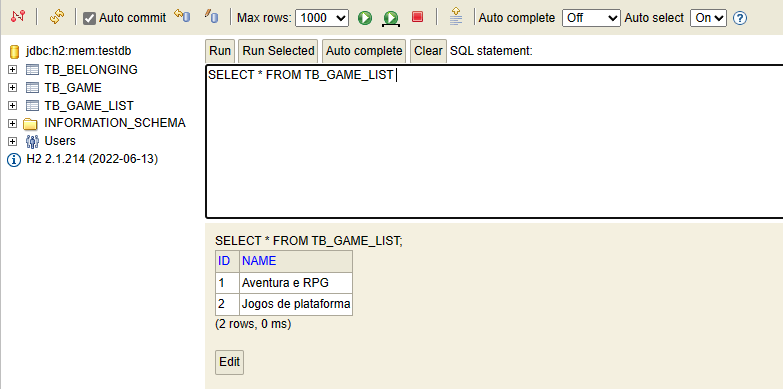 Auto commit Max rows: 1000 Auto complete Off Auto select On ?
jdbc:h2:mem:testdb
TB_BELONGING
TB_GAME
TB_GAME_LIST
INFORMATION_SCHEMA
Users
H2 2.1.214 (2022-06-13)
Run Run Selected Auto complete Clear SQL statement:
SELECT * FROM TB_GAME_LIST
SELECT * FROM TB_GAME_LIST;
ID NAME
1 Aventura e RPG
2 Jogos de plataforma
(2 rows, 0 ms)
Edit